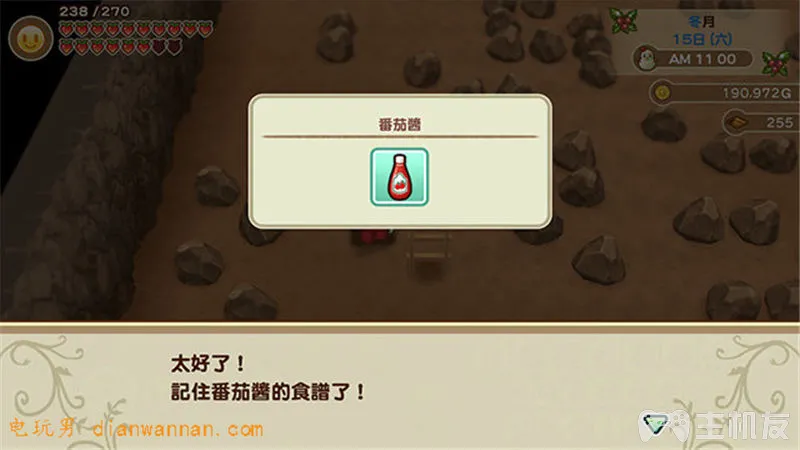 238 / 270
冬月
15日 (六)
AM 11 00
190.972G
255
番茄醬
太好了！
記住番茄醬的食譜了！
电玩男-dianwannan.com
主机友